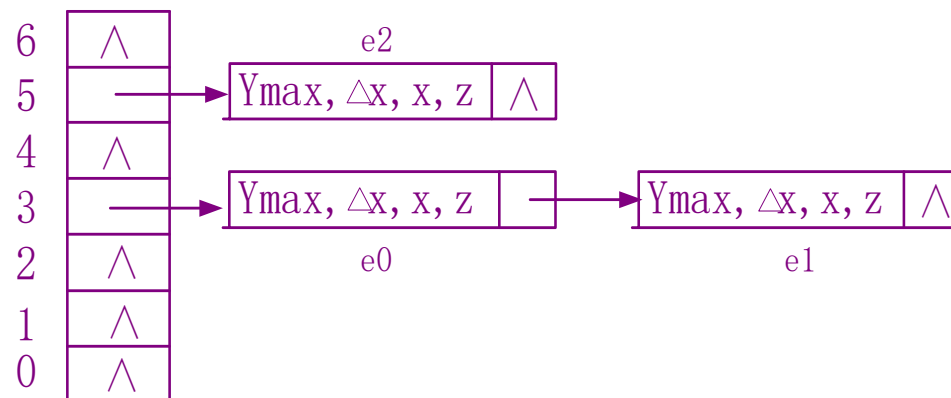 6 ∧
e2
5 Ymax, △x, x, z ∧
4 ∧
3 Ymax, △x, x, z Ymax, △x, x, z ∧
2 ∧
e0 e1
1 ∧
0 ∧